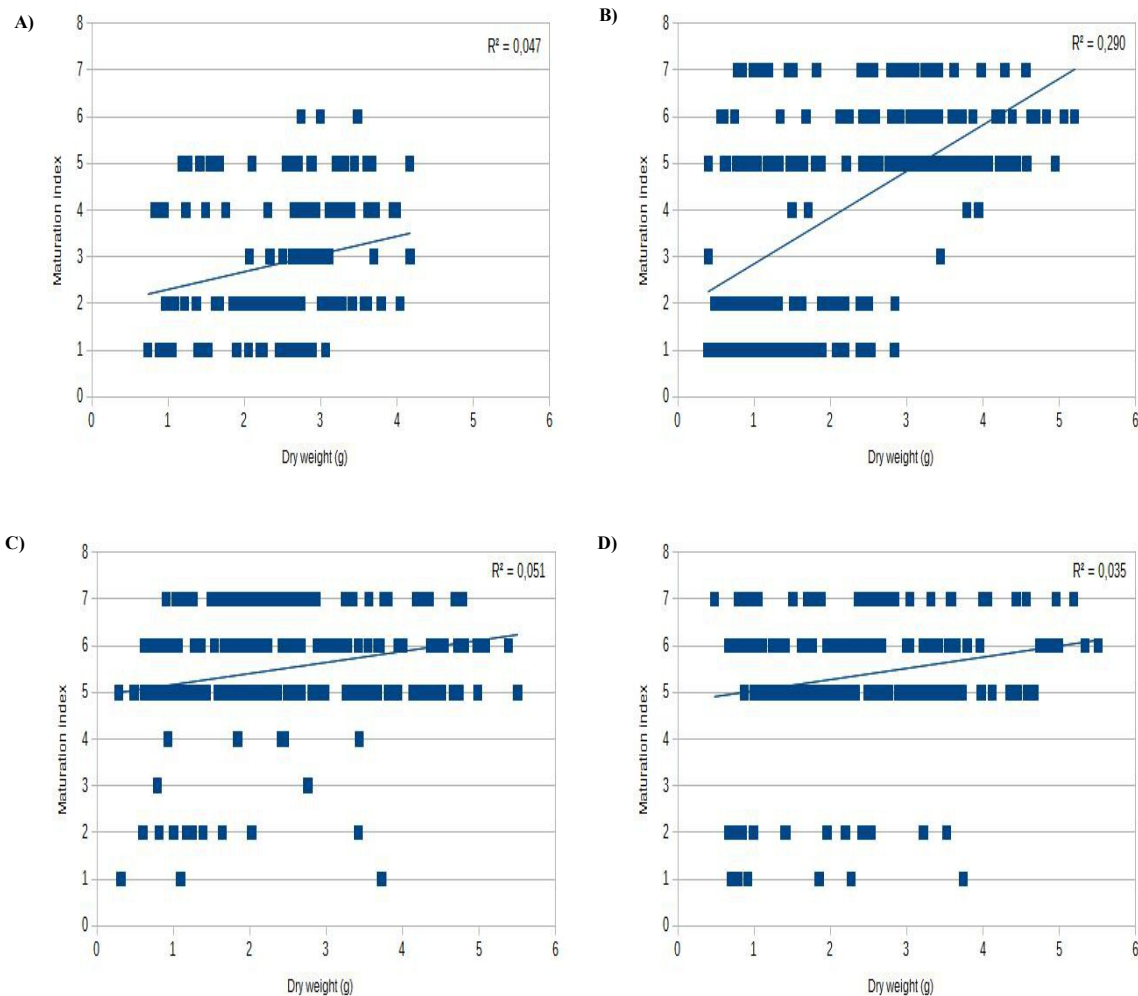 A)
R² = 0,047
8
7
6
5
4
3
2
1
0
Maturation index
0 1 2 3 4 5 6
Dry weight (g)
B)
R² = 0,290
8
7
6
5
4
3
2
1
0
Maturation index
0 1 2 3 4 5 6
Dry weight (g)
C)
R² = 0,051
8
7
6
5
4
3
2
1
0
Maturation index
0 1 2 3 4 5 6
Dry weight (g)
D)
R² = 0,035
8
7
6
5
4
3
2
1
0
Maturation index
0 1 2 3 4 5 6
Dry weight (g)